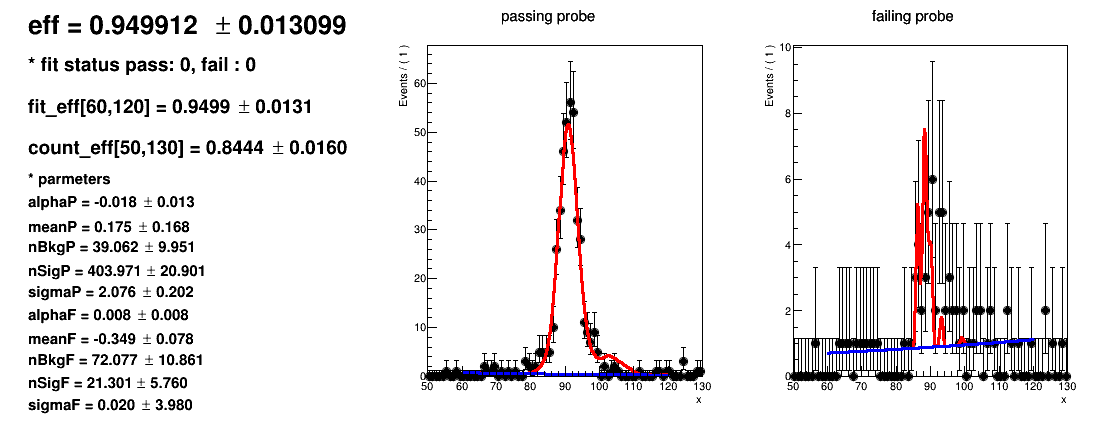 eff = 0.949912 ± 0.013099
* fit status pass: 0, fail : 0
fit_eff[60,120] = 0.9499 ± 0.0131
count_eff[50,130] = 0.8444 ± 0.0160
* parmeters
alphaP = -0.018 ± 0.013
meanP = 0.175 ± 0.168
nBkgP = 39.062 ± 9.951
nSigP = 403.971 ± 20.901
sigmaP = 2.076 ± 0.202
alphaF = 0.008 ± 0.008
meanF = -0.349 ± 0.078
nBkgF = 72.077 ± 10.861
nSigF = 21.301 ± 5.760
sigmaF = 0.020 ± 3.980
passing probe
Events / ( 1 )
60
50
40
30
20
10
0
50 60 70 80 90 100 110 120 130
x
failing probe
Events / ( 1 )
10
8
6
4
2
0
50 60 70 80 90 100 110 120 130
x